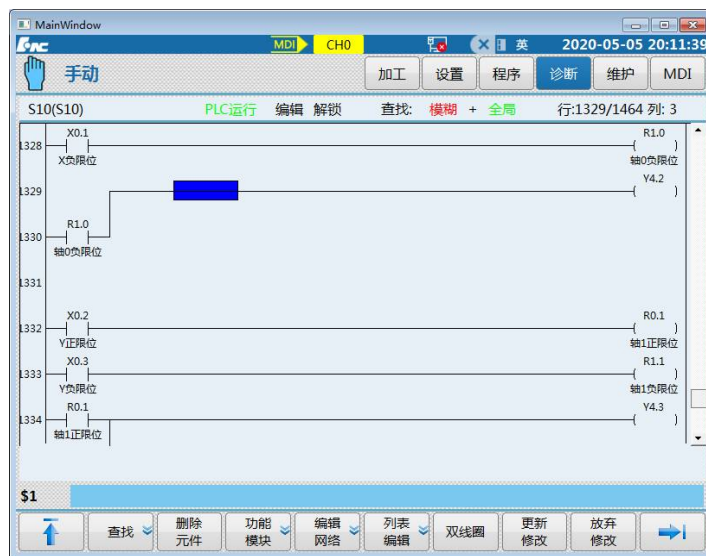 MainWindow
MDI CH0 英 2020-05-05 20:11:39
手动 加工 设置 程序 诊断 维护 MDI
S10(S10) PLC运行 编辑 解锁 查找: 模糊 + 全局 行:1329/1464 列: 3
X0.1 R1.0
1328
X负限位 轴0负限位
Y4.2
1329
R1.0
1330
轴0负限位
1331
X0.2 R0.1
1332
Y正限位 轴1正限位
X0.3 R1.1
1333
Y负限位 轴1负限位
R0.1 Y4.3
1334
轴1正限位
$1
查找 删除元件 功能模块 编辑网络 列表编辑 双线圈 更新修改 放弃修改